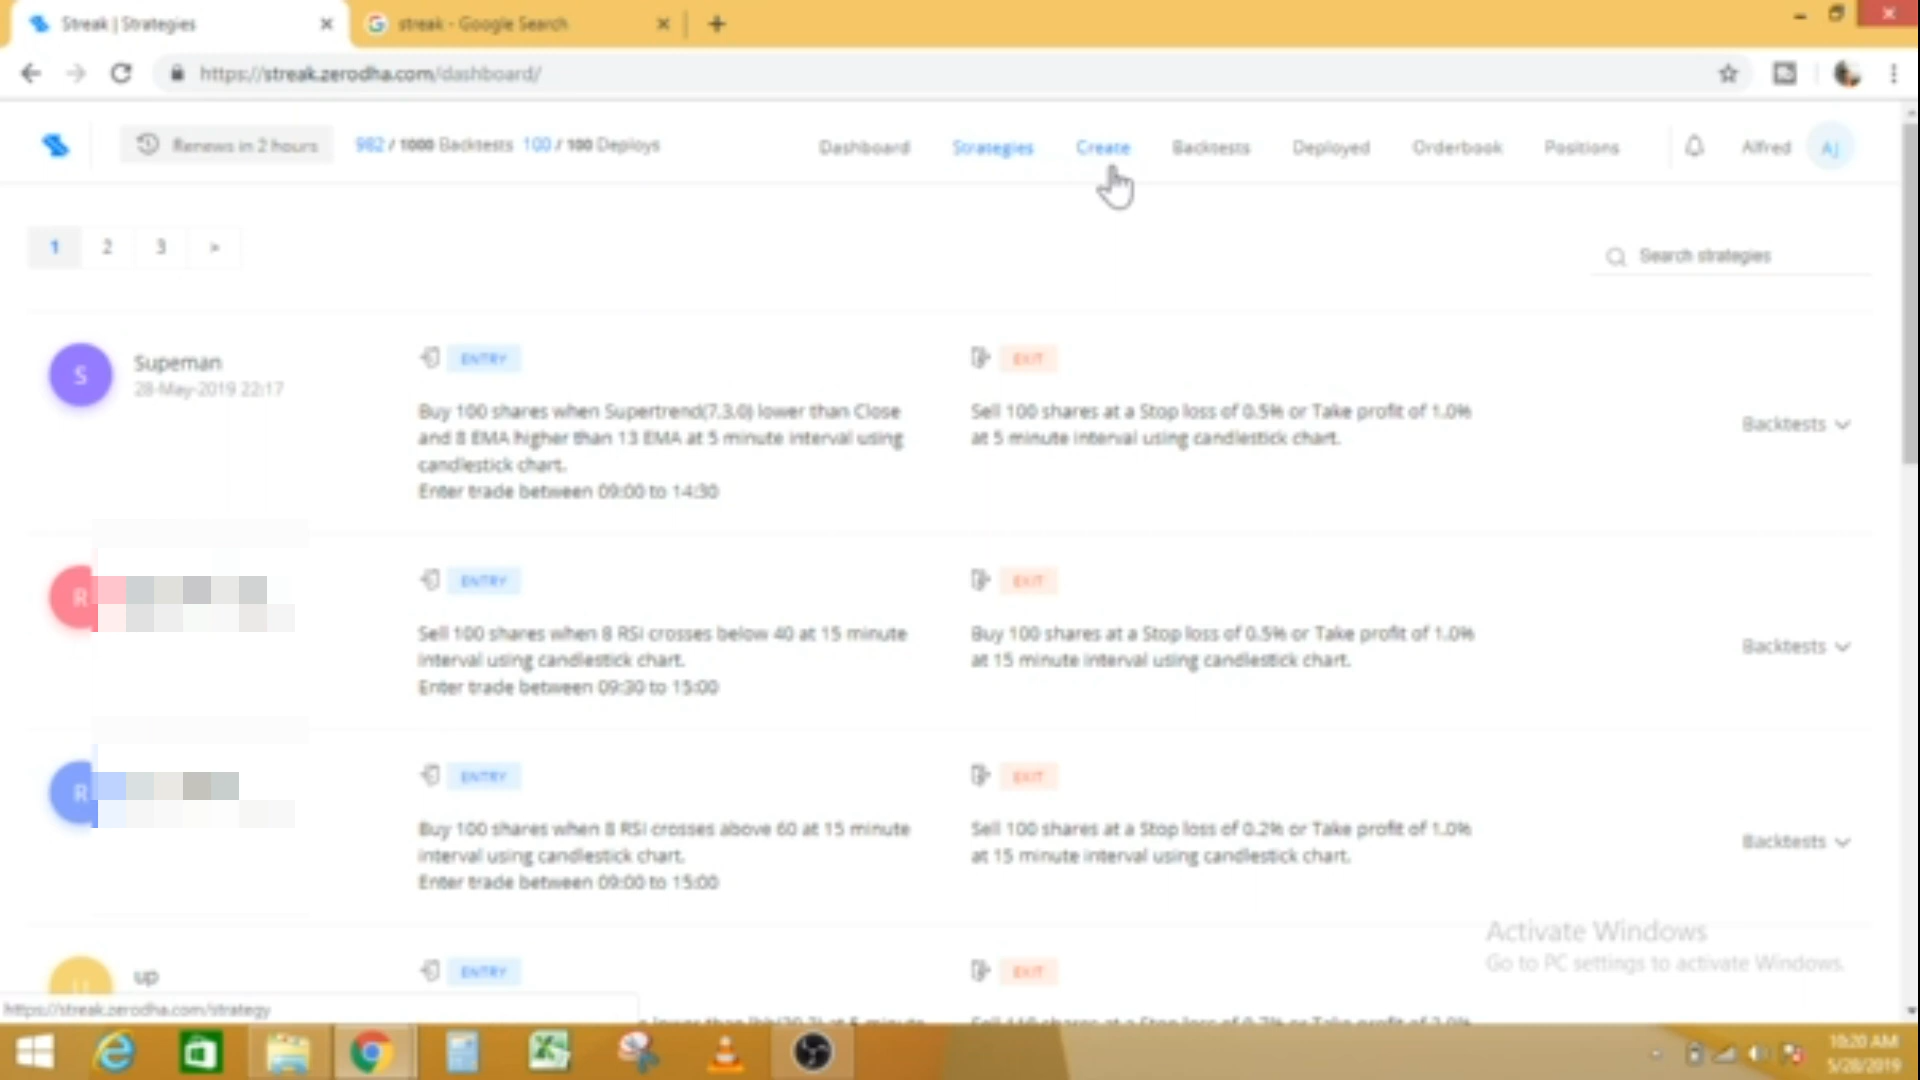 Streak | Strategies
streak - Google Search
https://streak.zerodha.com/dashboard/
Renews in 2 hours
982 / 1000 Backtests 100 / 100 Deploys
Dashboard
Strategies
Create
Backtests
Deployed
Orderbook
Positions
Alfred
AJ
1 2 3 >
Search strategies
S
Supeman
28-May-2019 22:17
ENTRY
Buy 100 shares when Supertrend(7,3,0) lower than Close
and 8 EMA higher than 13 EMA at 5 minute interval using
candlestick chart.
Enter trade between 09:00 to 14:30
EXIT
Sell 100 shares at a Stop loss of 0.5% or Take profit of 1.0%
at 5 minute interval using candlestick chart.
Backtests
R
ENTRY
Sell 100 shares when 8 RSI crosses below 40 at 15 minute
interval using candlestick chart.
Enter trade between 09:30 to 15:00
EXIT
Buy 100 shares at a Stop loss of 0.5% or Take profit of 1.0%
at 15 minute interval using candlestick chart.
Backtests
R
ENTRY
Buy 100 shares when 8 RSI crosses above 60 at 15 minute
interval using candlestick chart.
Enter trade between 09:00 to 15:00
EXIT
Sell 100 shares at a Stop loss of 0.2% or Take profit of 1.0%
at 15 minute interval using candlestick chart.
Backtests
up
ENTRY
EXIT
Activate Windows
Go to PC settings to activate Windows.
https://streak.zerodha.com/strategy
10:20 AM
5/28/2019